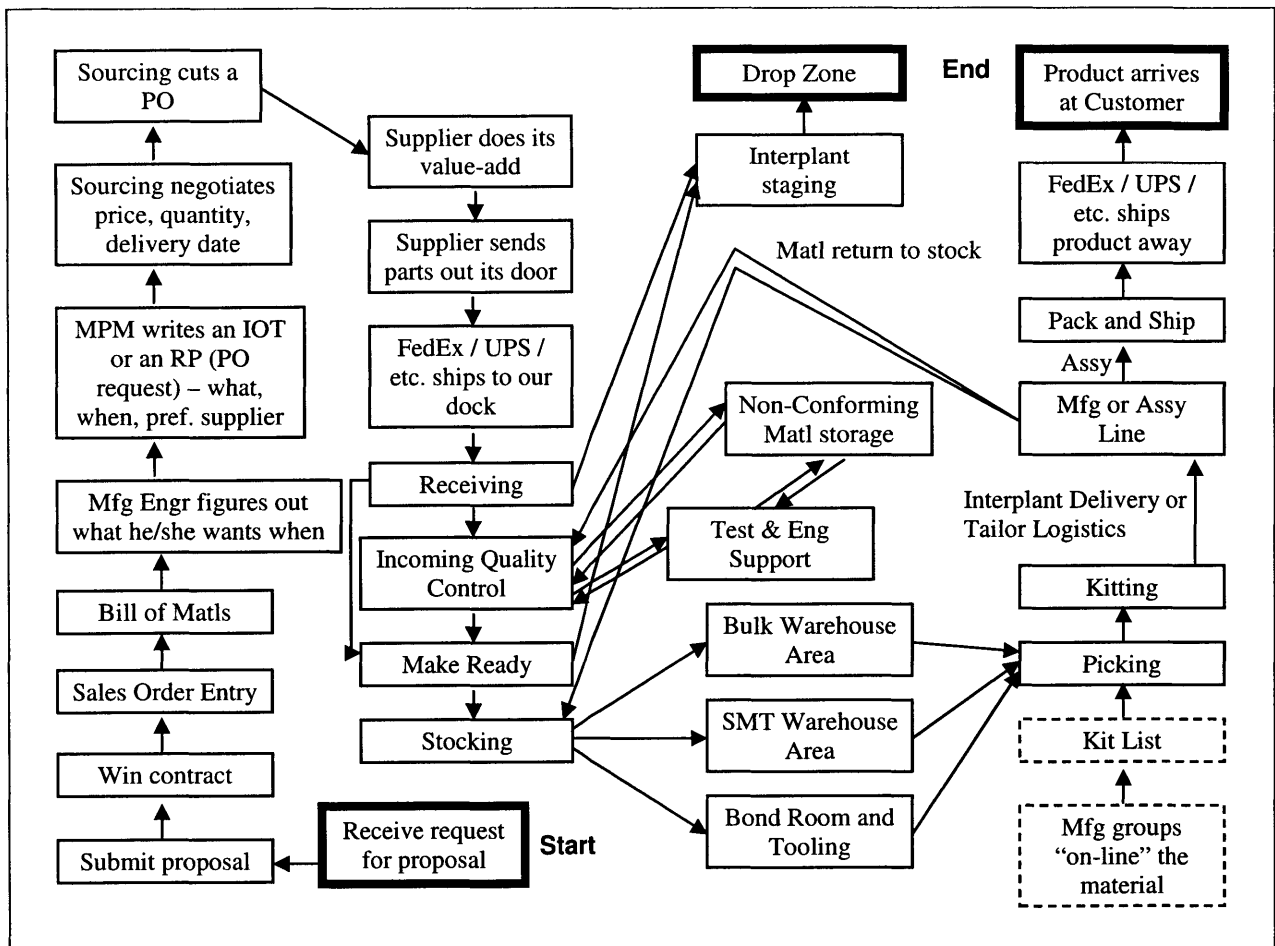 Sourcing cuts a
PO
Sourcing negotiates
price, quantity,
delivery date
MPM writes an IOT
or an RP (PO
request) – what,
when, pref. supplier
Mfg Engr figures out
what he/she wants when
Bill of Matls
Sales Order Entry
Win contract
Submit proposal
Receive request
for proposal
Start
Supplier does its
value-add
Supplier sends
parts out its door
FedEx / UPS /
etc. ships to our
dock
Receiving
Incoming Quality
Control
Make Ready
Stocking
Drop Zone
Interplant
staging
Matl return to stock
Non-Conforming
Matl storage
Test & Eng
Support
Bulk Warehouse
Area
SMT Warehouse
Area
Bond Room and
Tooling
End
Product arrives
at Customer
FedEx / UPS /
etc. ships
product away
Pack and Ship
Assy
Mfg or Assy
Line
Interplant Delivery or
Tailor Logistics
Kitting
Picking
Kit List
Mfg groups
“on-line” the
material